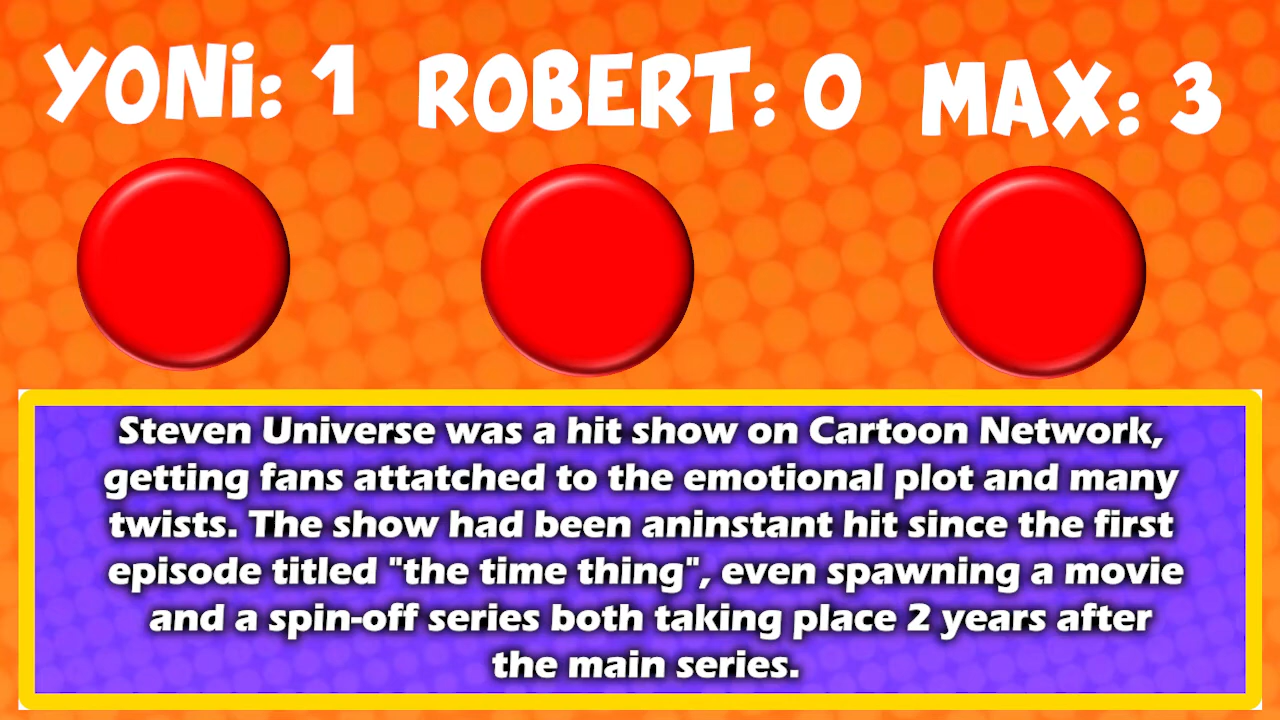 YONi: 1 ROBERT: 0 MAX: 3
Steven Universe was a hit show on Cartoon Network,
getting fans attatched to the emotional plot and many
twists. The show had been aninstant hit since the first
episode titled "the time thing", even spawning a movie
and a spin-off series both taking place 2 years after
the main series.